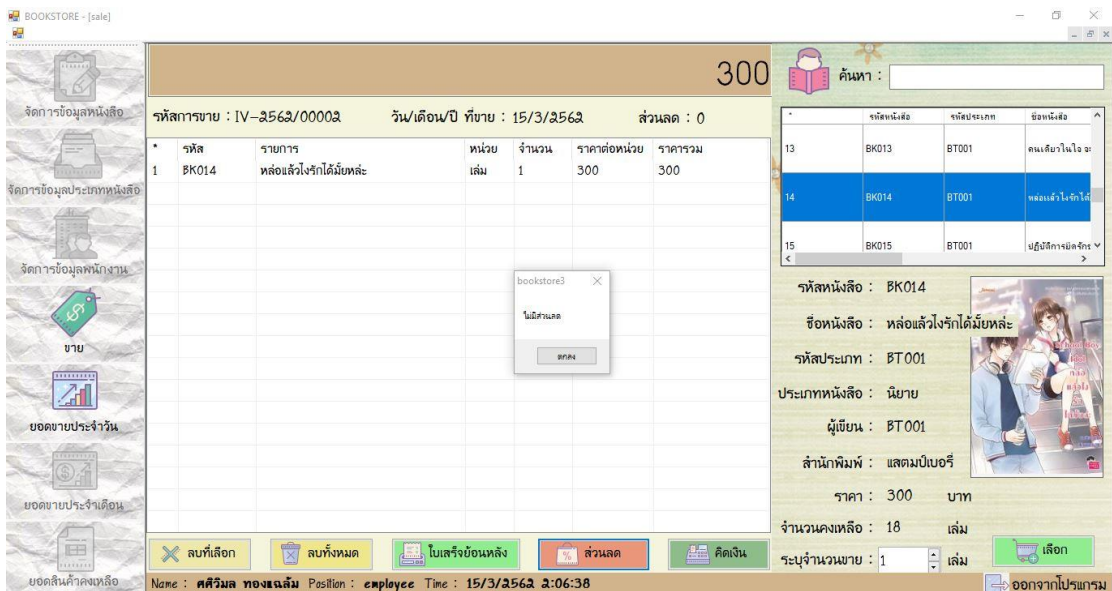 BOOKSTORE - [sale]
จัดการข้อมูลหนังสือ
จัดการข้อมูลประเภทหนังสือ
จัดการข้อมูลพนักงาน
ขาย
ยอดขายประจำวัน
ยอดขายประจำเดือน
ยอดสินค้าคงเหลือ
300
รหัสการขาย : IV-2562/00002 วัน/เดือน/ปี ที่ขาย : 15/3/2562 ส่วนลด : 0
* รหัส รายการ หน่วย จำนวน ราคาต่อหน่วย ราคารวม
1 BK014 หล่อแล้วไงรักได้มั้ยหล่ะ เล่ม 1 300 300
bookstore3
ไม่มีส่วนลด
ตกลง
ลบที่เลือก ลบทั้งหมด ใบเสร็จย้อนหลัง ส่วนลด คิดเงิน
Name : ศศิวิมล ทองแฉล้ม Position : employee Time : 15/3/2562 2:06:38
ค้นหา :
* รหัสหนังสือ รหัสประเภท ชื่อหนังสือ
13 BK013 BT001 คนเดียวในใจ
14 BK014 BT001 หล่อแล้วไงรักได้
15 BK015 BT001
รหัสหนังสือ : BK014
ชื่อหนังสือ : หล่อแล้วไงรักได้มั้ยหล่ะ
รหัสประเภท : BT001
ประเภทหนังสือ : นิยาย
ผู้เขียน : BT001
สำนักพิมพ์ : แสตมป์เบอรี่
ราคา : 300 บาท
จำนวนคงเหลือ : 18 เล่ม
ระบุจำนวนขาย : 1 เล่ม
เลือก
ออกจากโปรแกรม